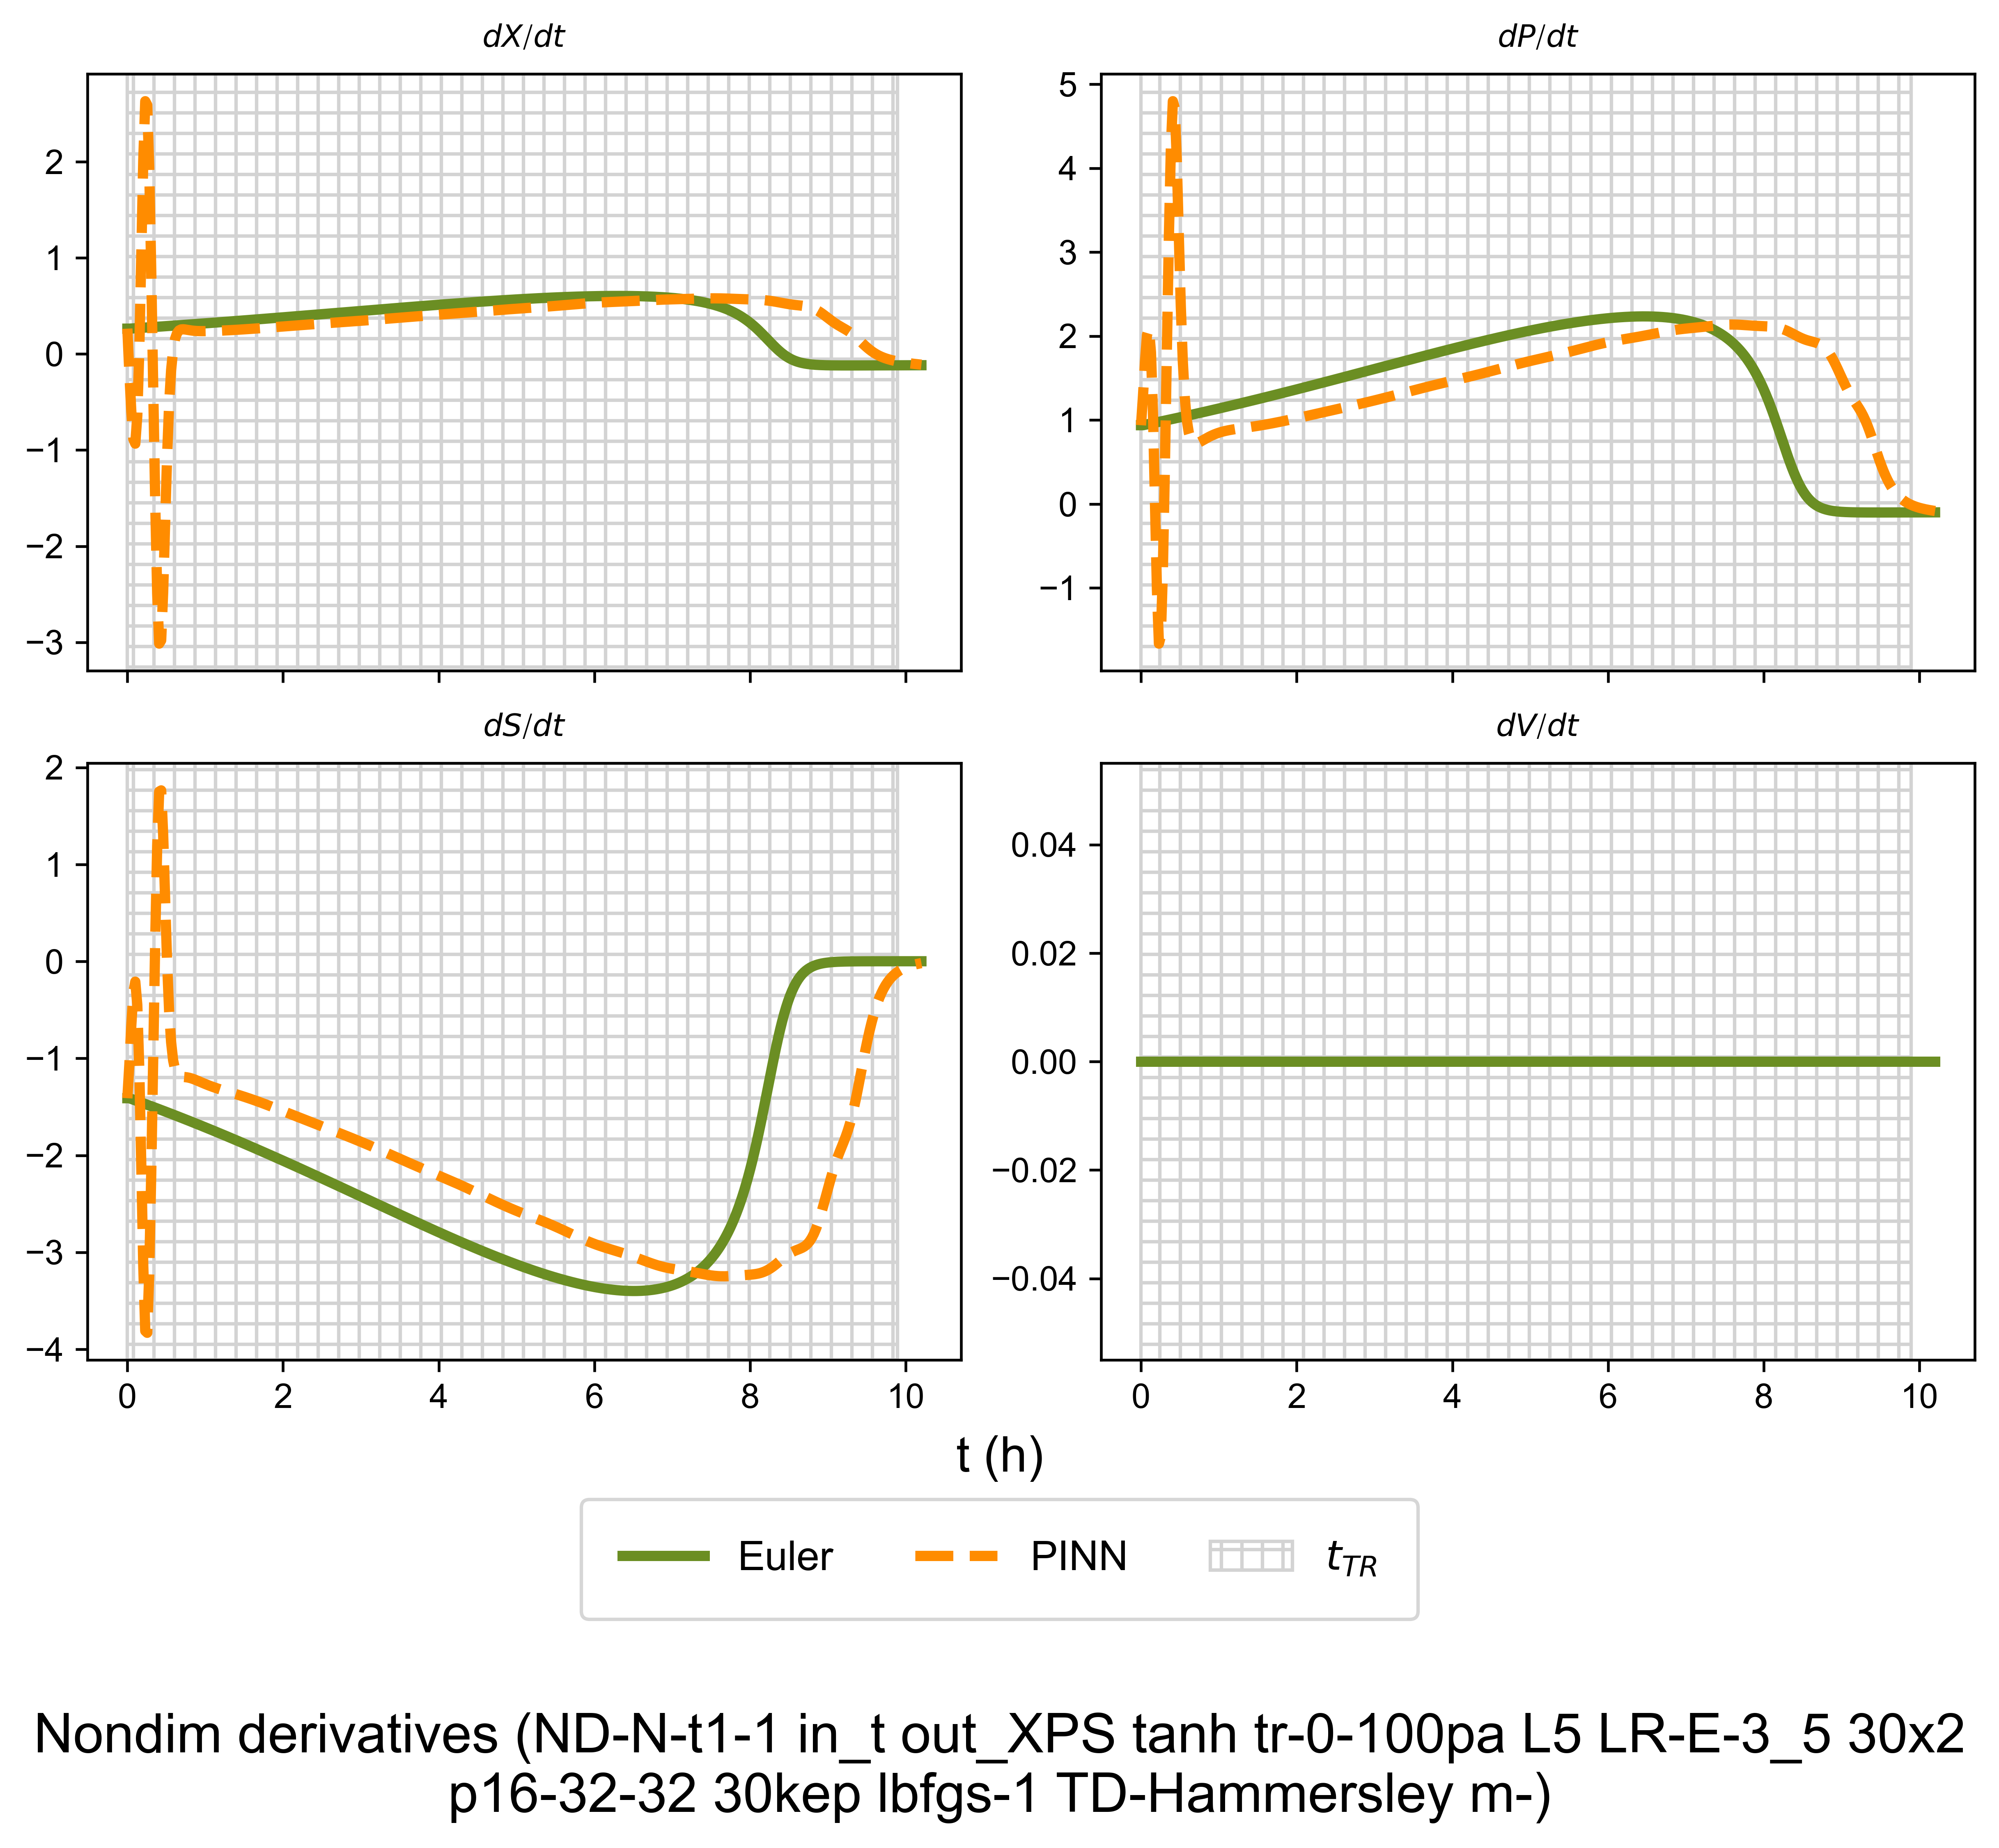 dX/dt
dP/dt
2
1
0
−1
−2
−3
5
4
3
2
1
0
−1
dS/dt
dV/dt
2
1
0
−1
−2
−3
−4
0.04
0.02
0.00
−0.02
−0.04
0 2 4 6 8 10
0 2 4 6 8 10
t (h)
Euler PINN t_{TR}
Nondim derivatives (ND-N-t1-1 in_t out_XPS tanh tr-0-100pa L5 LR-E-3_5 30x2
p16-32-32 30kep lbfgs-1 TD-Hammersley m-)